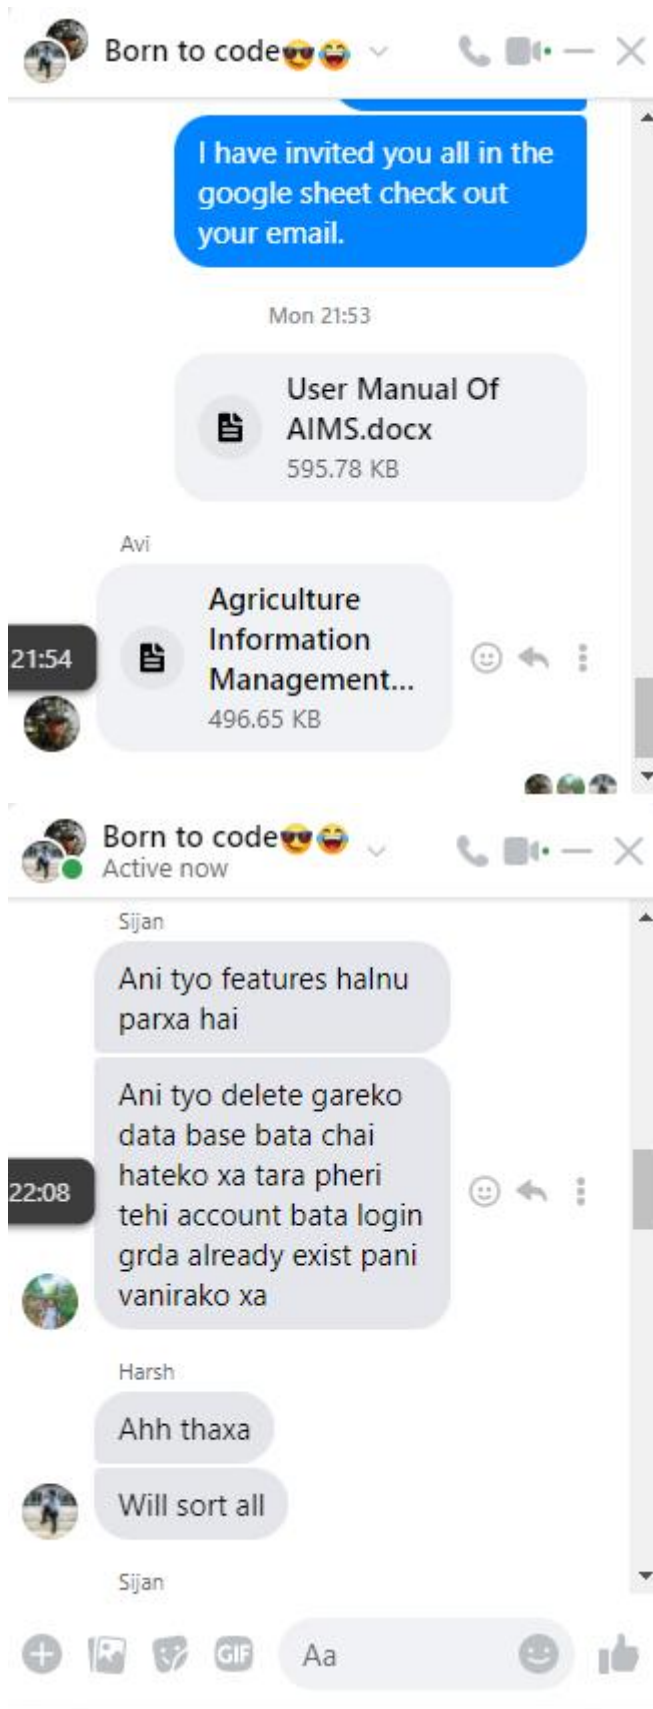 Born to code😎😂
I have invited you all in the
google sheet check out
your email.
Mon 21:53
User Manual Of
AIMS.docx
595.78 KB
Avi
Agriculture
Information
Management...
496.65 KB
21:54
Born to code😎😂
Active now
Sijan
Ani tyo features halnu
parxa hai
Ani tyo delete gareko
data base bata chai
hateko xa tara pheri
tehi account bata login
grda already exist pani
vanirako xa
22:08
Harsh
Ahh thaxa
Will sort all
Sijan
GIF
Aa